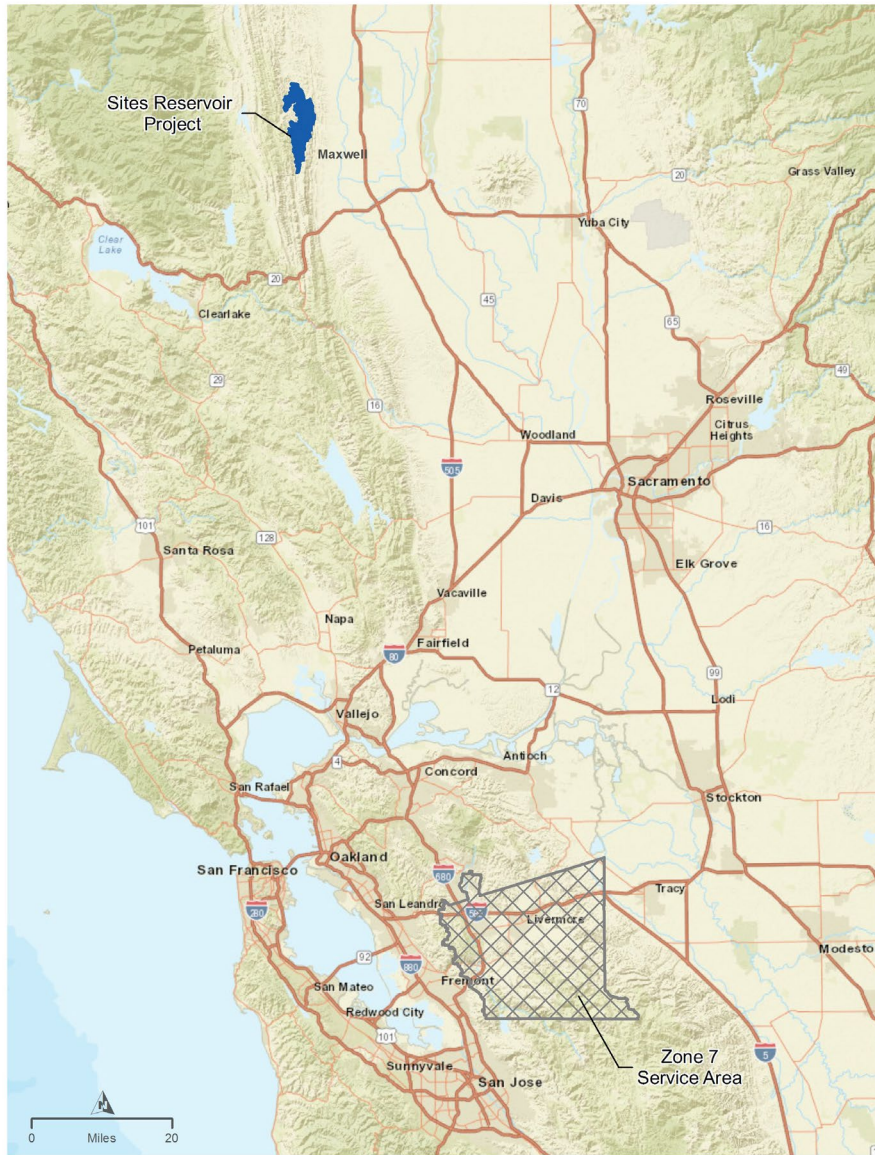 70
Sites Reservoir
Project
Maxwell
20
Grass Valley
Yuba City
Clear
Lake
20
45
Clearlake
65
49
29
Roseville
16
Citrus
Heights
Woodland
505
Sacramento
Davis
101
16
128
Santa Rosa
Elk Grove
Vacaville
Napa
Fairfield
Petaluma
80
99
12
Lodi
Vallejo
Antioch
4
Concord
San Rafael
Stockton
Oakland
San Francisco
680
Tracy
San Leandro
280
Livermore
Modesto
92
880
Fremont
San Mateo
Redwood City
101
5
Sunnyvale
Zone 7
Service Area
San Jose
0
Miles
20